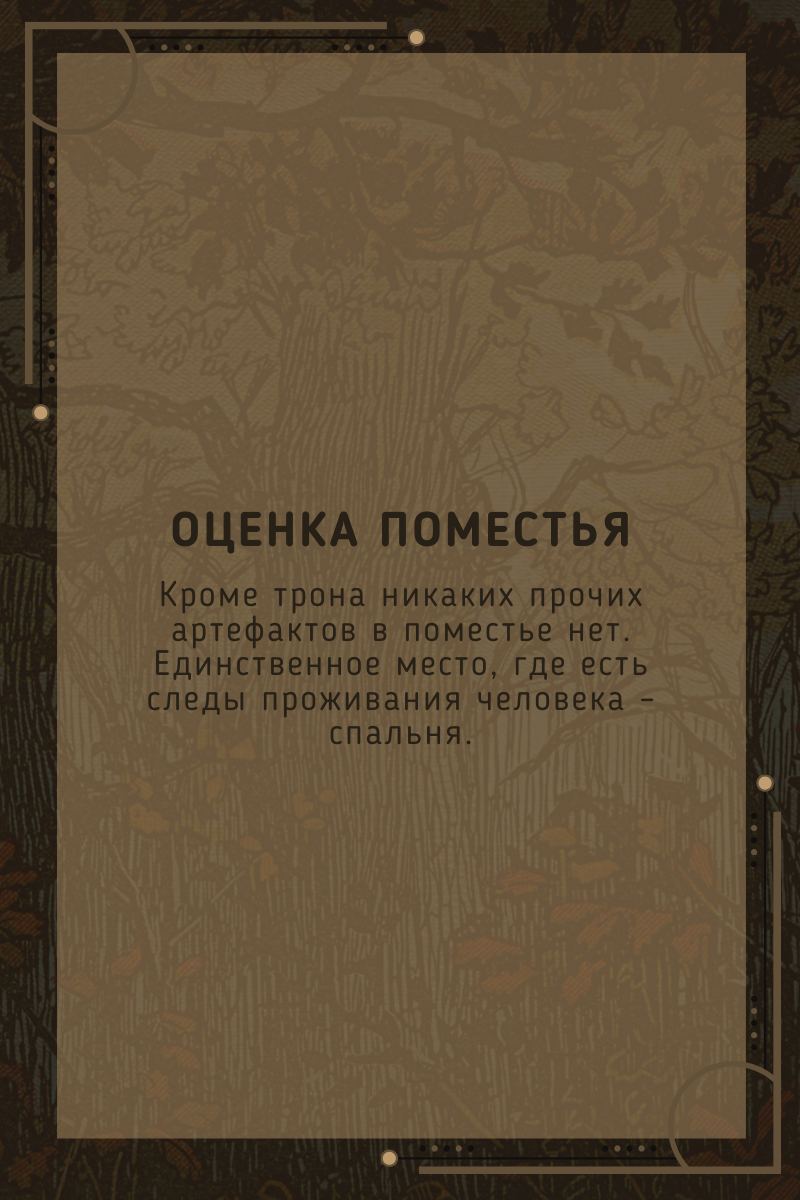 ОЦЕНКА ПОМЕСТЬЯ
Кроме трона никаких прочих
артефактов в поместье нет.
Единственное место, где есть
следы проживания человека –
спальня.